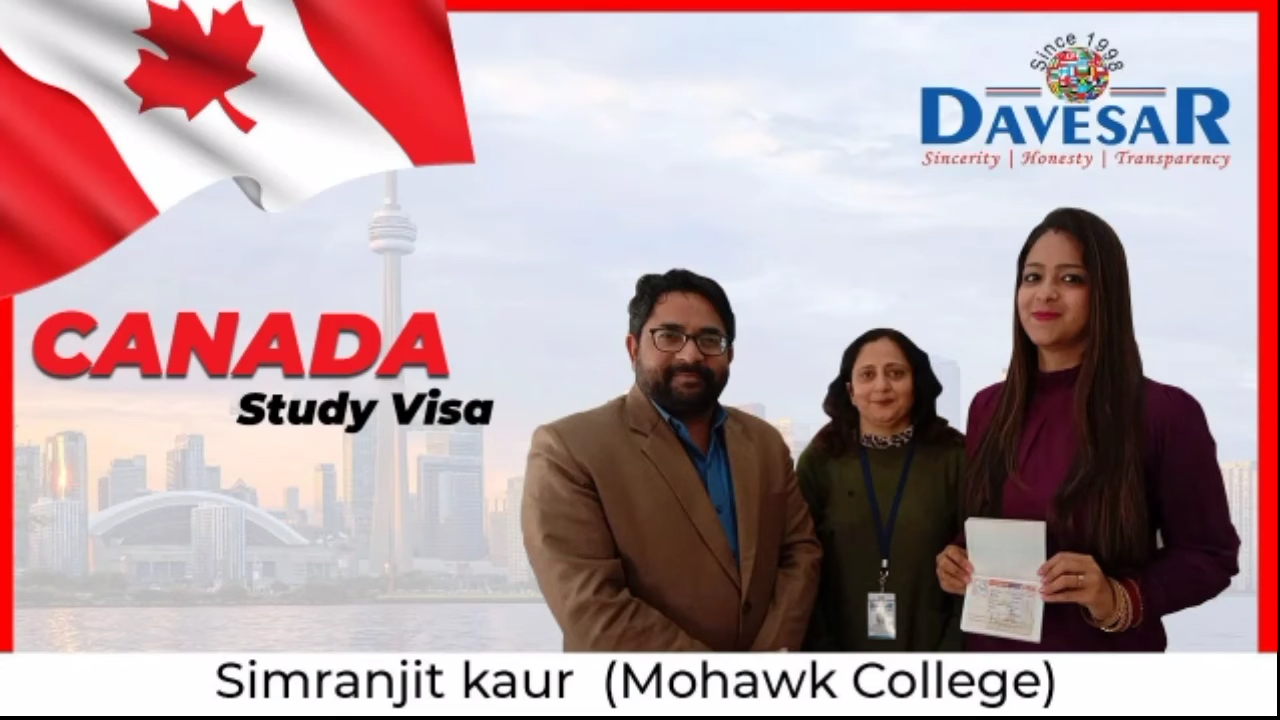 Since 1998
DAVESAR
Sincerity | Honesty | Transparency
CANADA
Study Visa
Simranjit kaur (Mohawk College)